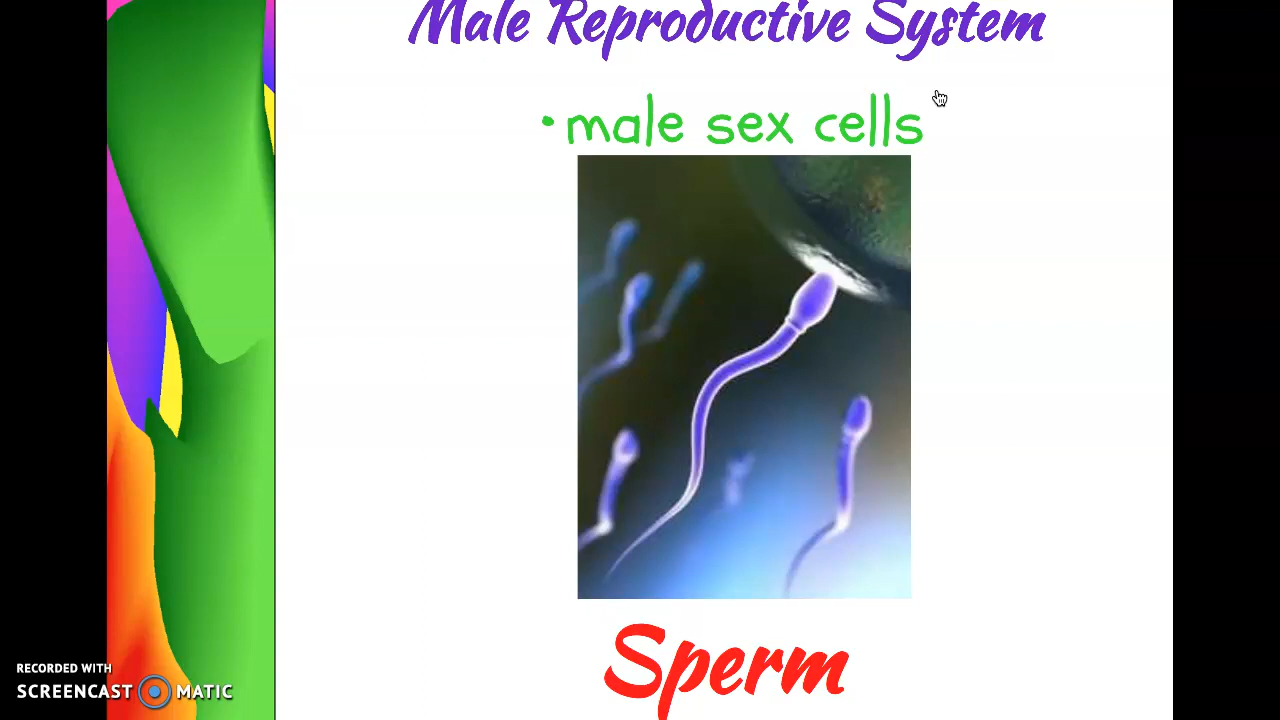 Male Reproductive System
• male sex cells
Sperm
RECORDED WITH
SCREENCAST MATIC